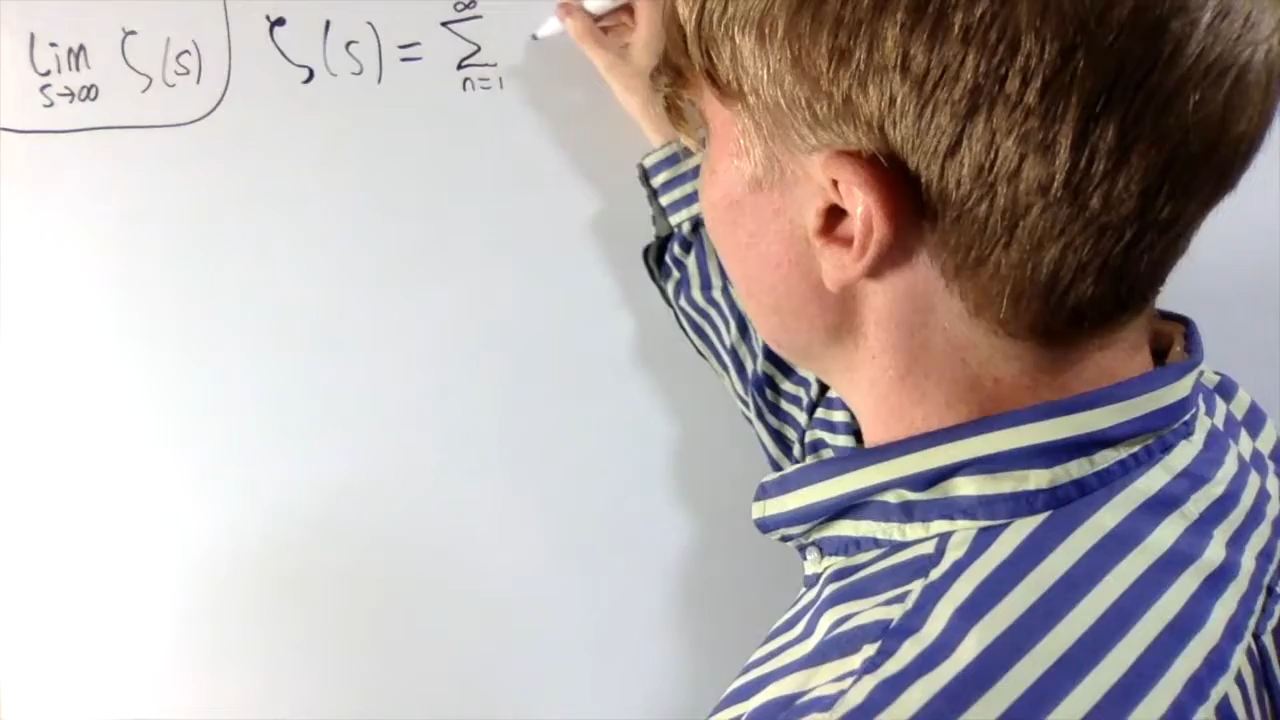 lim s→∞ ζ(s)
ζ(s) = ∑ n=1 ∞